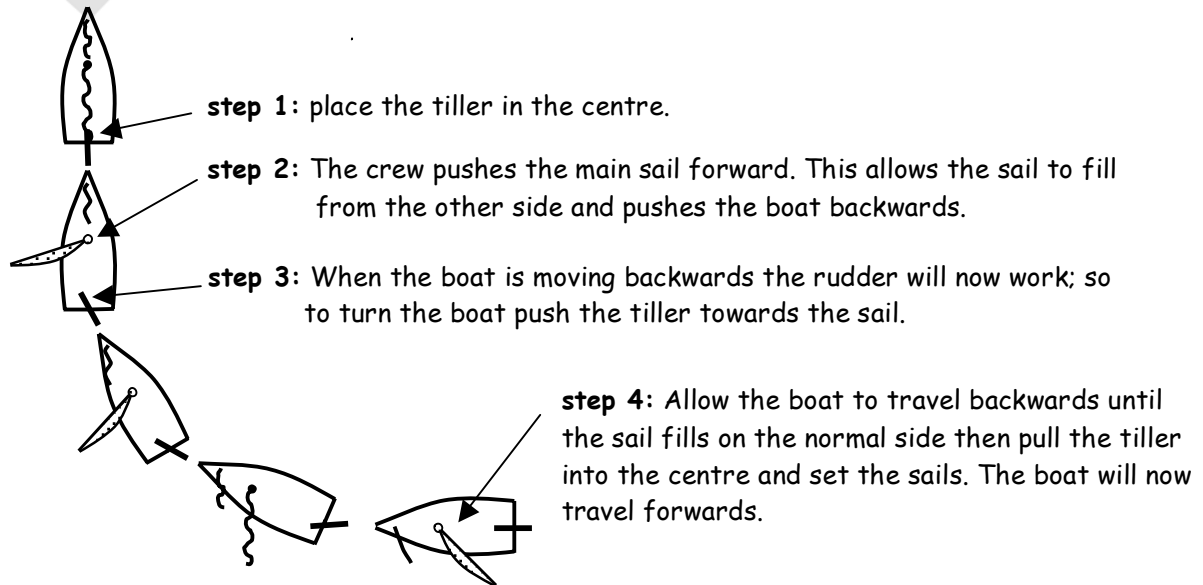 step 1: place the tiller in the centre.
step 2: The crew pushes the main sail forward. This allows the sail to fill
from the other side and pushes the boat backwards.
step 3: When the boat is moving backwards the rudder will now work; so
to turn the boat push the tiller towards the sail.
step 4: Allow the boat to travel backwards until
the sail fills on the normal side then pull the tiller
into the centre and set the sails. The boat will now
travel forwards.